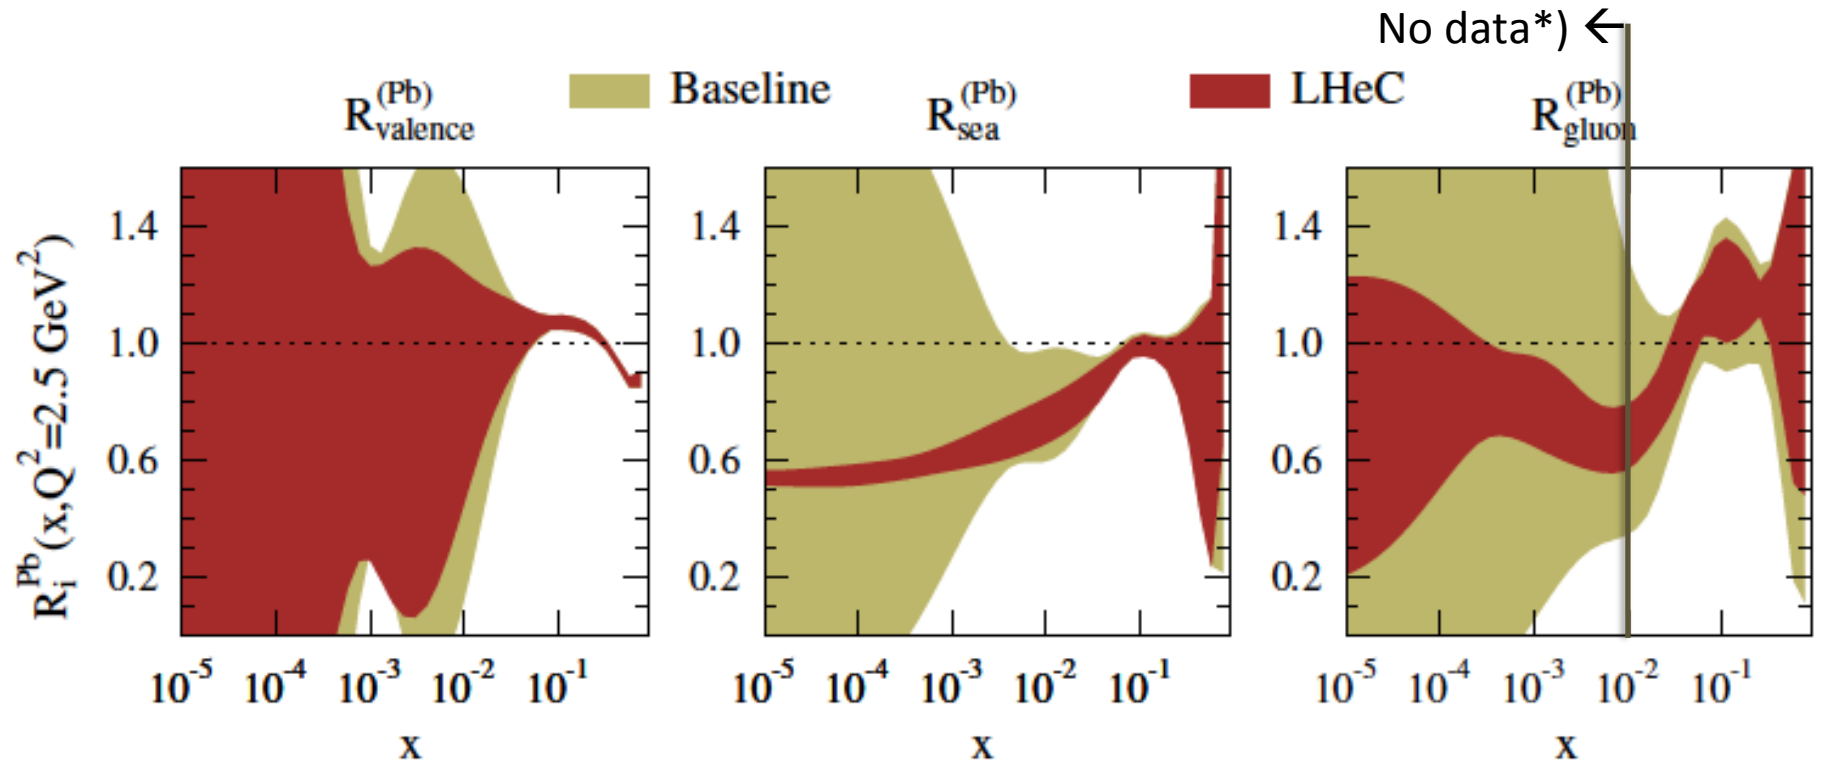 No data*) ←
Baseline
LHeC
R_valence^(Pb)
R_sea^(Pb)
R_gluon^(Pb)
R_i^Pb(x,Q^2=2.5 GeV^2)
1.4
1.0
0.6
0.2
10^-5 10^-4 10^-3 10^-2 10^-1
x
1.4
1.0
0.6
0.2
10^-5 10^-4 10^-3 10^-2 10^-1
x
1.4
1.0
0.6
0.2
10^-5 10^-4 10^-3 10^-2 10^-1
x